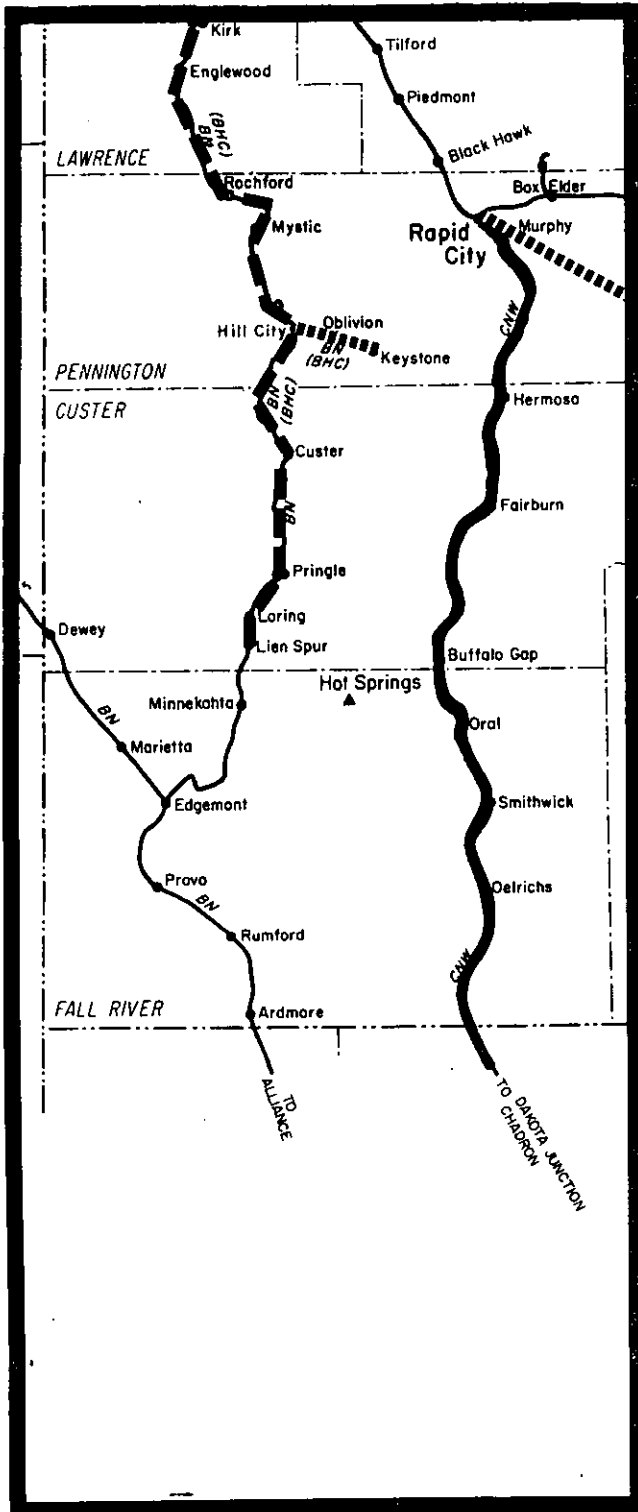 Kirk
Tilford
Englewood
Piedmont
BN
(BHC)
Black Hawk
LAWRENCE
Rochford
Box Elder
Mystic
Rapid
City
Murphy
CNW
Hill City
Oblivion
BN
(BHC)
Keystone
PENNINGTON
CUSTER
BN
(BHC)
Hermosa
Custer
BN
Fairburn
Pringle
Loring
Dewey
Lien Spur
Buffalo Gap
Hot Springs
Minnekahta
BN
Oral
Marietta
Edgemont
Smithwick
Provo
Oelrichs
BN
Rumford
CNW
FALL RIVER
Ardmore
TO
ALLIANCE
TO DAKOTA JUNCTION
CHADRON